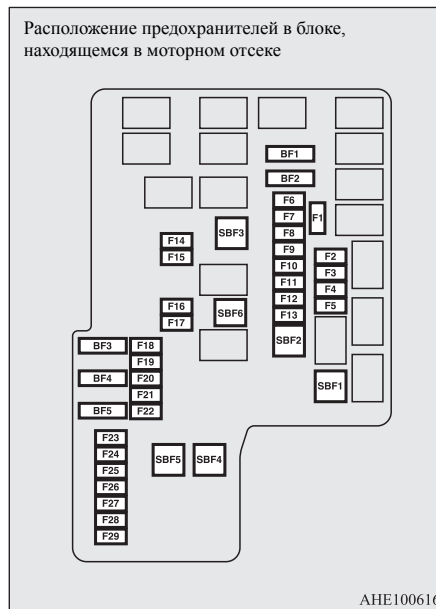 Расположение предохранителей в блоке,
находящемся в моторном отсеке
BF1
BF2
F6
F7
F1
F8
SBF3
F14
F9
F2
F15
F10
F3
F11
F4
F16
F12
F5
SBF6
F17
F13
SBF2
BF3
F18
F19
BF4
F20
SBF1
F21
BF5
F22
F23
F24
SBF5
SBF4
F25
F26
F27
F28
F29
AHE100616